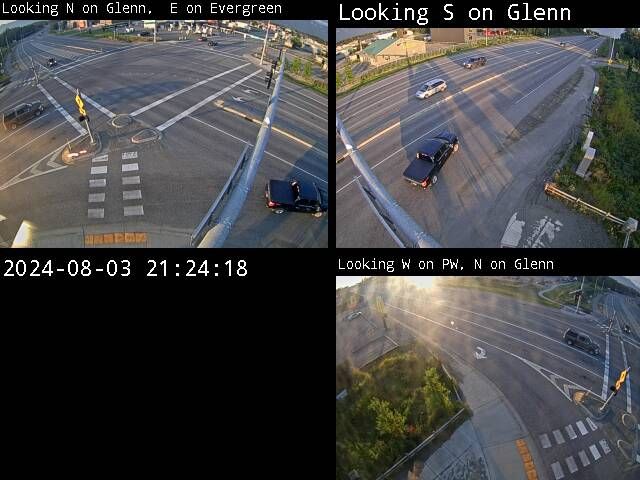 Looking N on Glenn, E on Evergreen
Looking S on Glenn
2024-08-03 21:24:18
Looking W on PW, N on Glenn